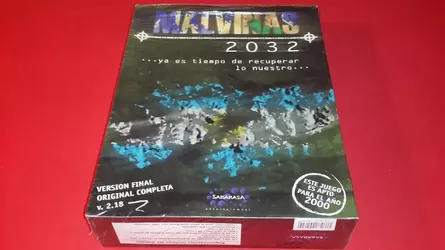 MALVINAS
2032
...ya es tiempo de recuperar
lo nuestro...
VERSION FINAL
ORIGINAL COMPLETA
v. 2.18
SABARASA
entertainment
ESTE JUEGO
ES APTO
PARA EL AÑO
2000